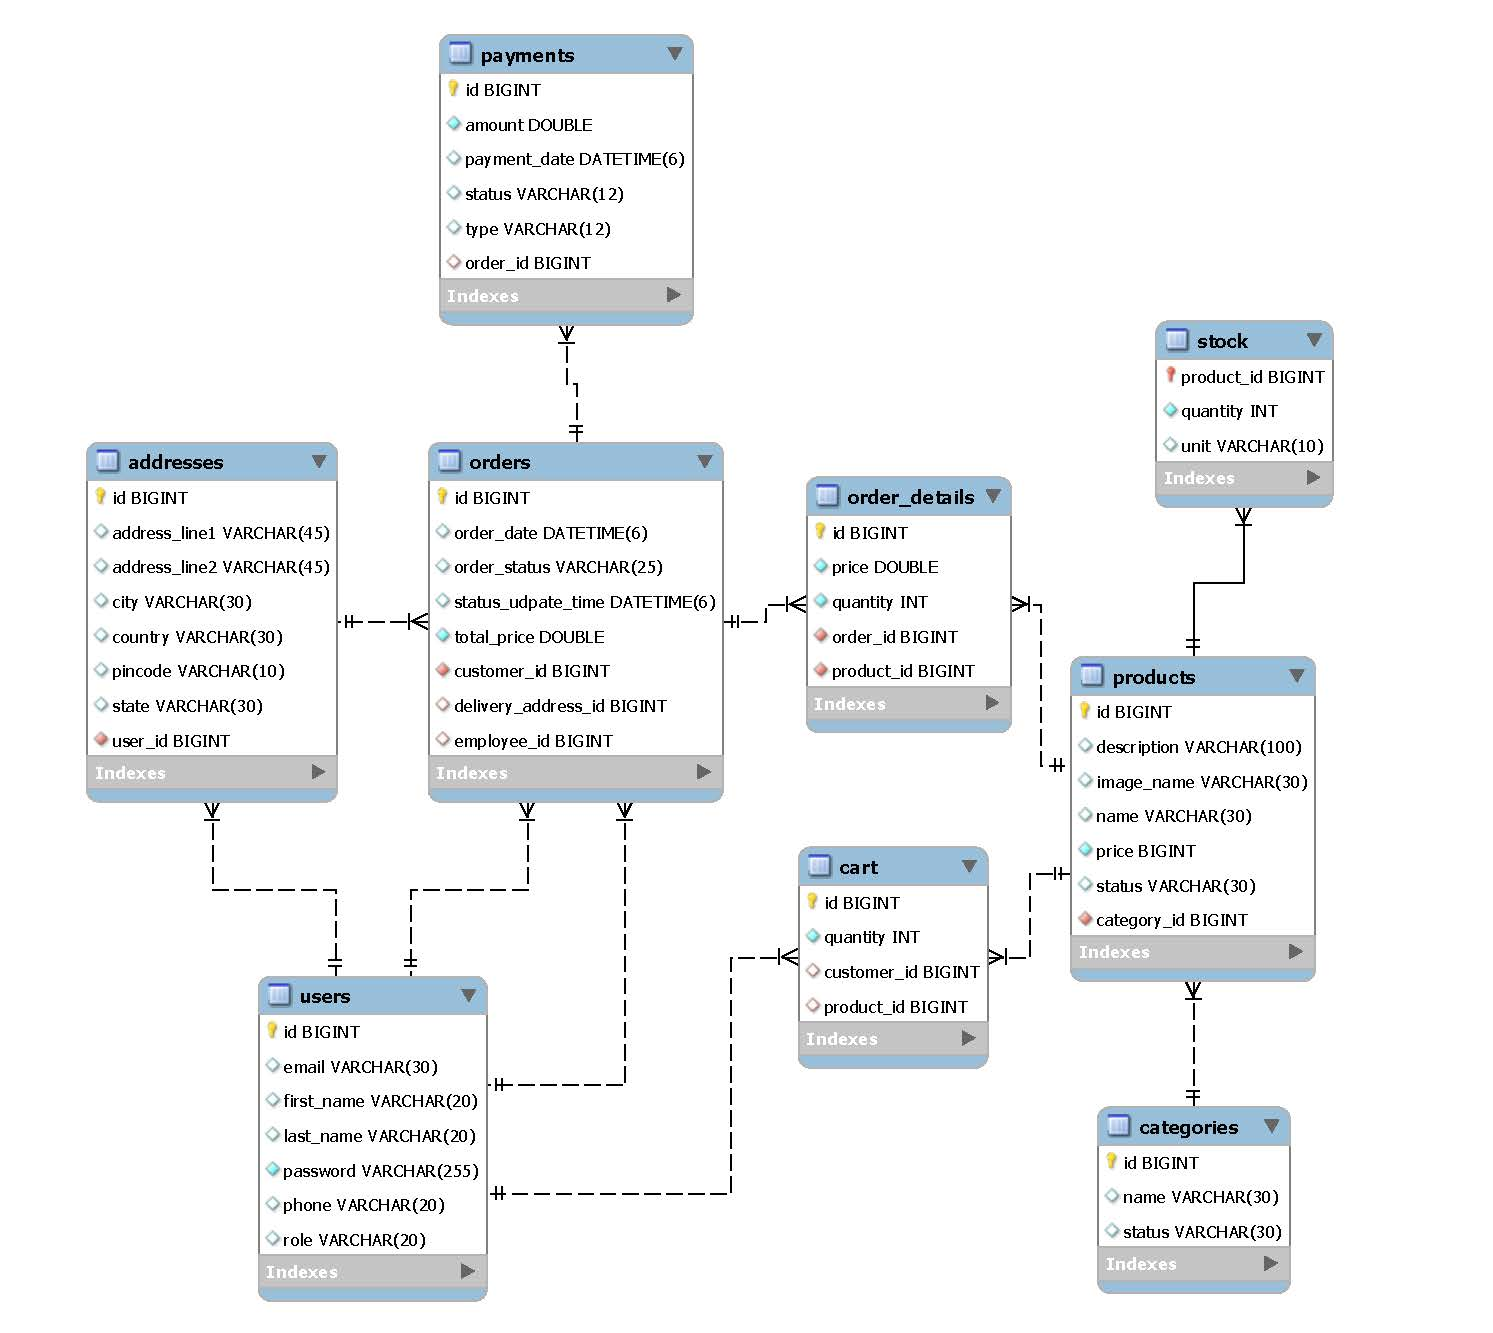 payments
id BIGINT
amount DOUBLE
payment_date DATETIME(6)
status VARCHAR(12)
type VARCHAR(12)
order_id BIGINT
Indexes
stock
product_id BIGINT
quantity INT
unit VARCHAR(10)
Indexes
addresses
id BIGINT
address_line1 VARCHAR(45)
address_line2 VARCHAR(45)
city VARCHAR(30)
country VARCHAR(30)
pincode VARCHAR(10)
state VARCHAR(30)
user_id BIGINT
Indexes
orders
id BIGINT
order_date DATETIME(6)
order_status VARCHAR(25)
status_udpate_time DATETIME(6)
total_price DOUBLE
customer_id BIGINT
delivery_address_id BIGINT
employee_id BIGINT
Indexes
order_details
id BIGINT
price DOUBLE
quantity INT
order_id BIGINT
product_id BIGINT
Indexes
products
id BIGINT
description VARCHAR(100)
image_name VARCHAR(30)
name VARCHAR(30)
price BIGINT
status VARCHAR(30)
category_id BIGINT
Indexes
cart
id BIGINT
quantity INT
customer_id BIGINT
product_id BIGINT
Indexes
users
id BIGINT
email VARCHAR(30)
first_name VARCHAR(20)
last_name VARCHAR(20)
password VARCHAR(255)
phone VARCHAR(20)
role VARCHAR(20)
Indexes
categories
id BIGINT
name VARCHAR(30)
status VARCHAR(30)
Indexes